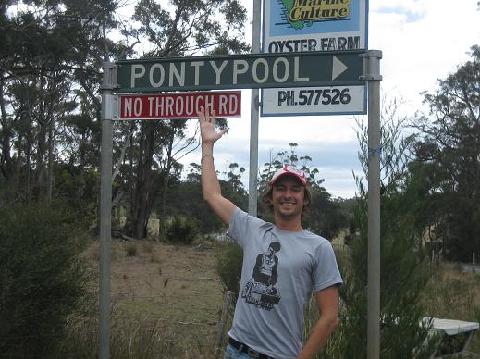 Marine
Culture
OYSTER FARM
PONTYPOOL
NO THROUGH RD
PH.577526